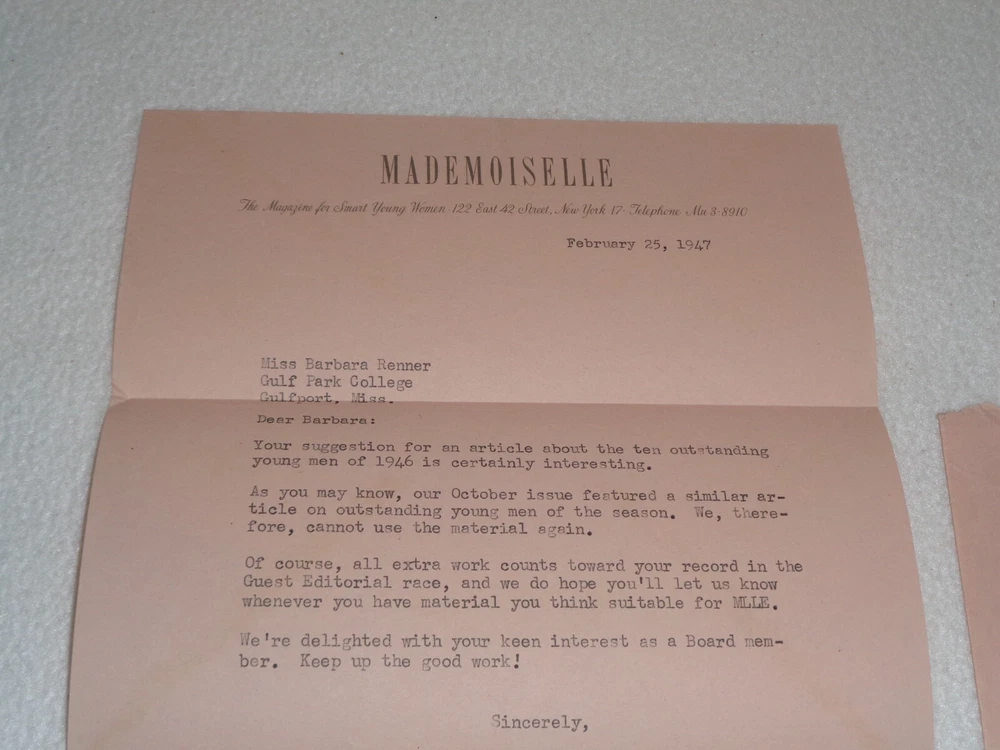 MADEMOISELLE
The Magazine for Smart Young Women 122 East 42 Street, New York 17 - Telephone Mu 3-8910
February 25, 1947
Miss Barbara Renner
Gulf Park College
Gulfport, Miss.
Dear Barbara:
Your suggestion for an article about the ten outstanding
young men of 1946 is certainly interesting.
As you may know, our October issue featured a similar ar-
ticle on outstanding young men of the season. We, there-
fore, cannot use the material again.
Of course, all extra work counts toward your record in the
Guest Editorial race, and we do hope you'll let us know
whenever you have material you think suitable for MLLE.
We're delighted with your keen interest as a Board mem-
ber. Keep up the good work!
Sincerely,